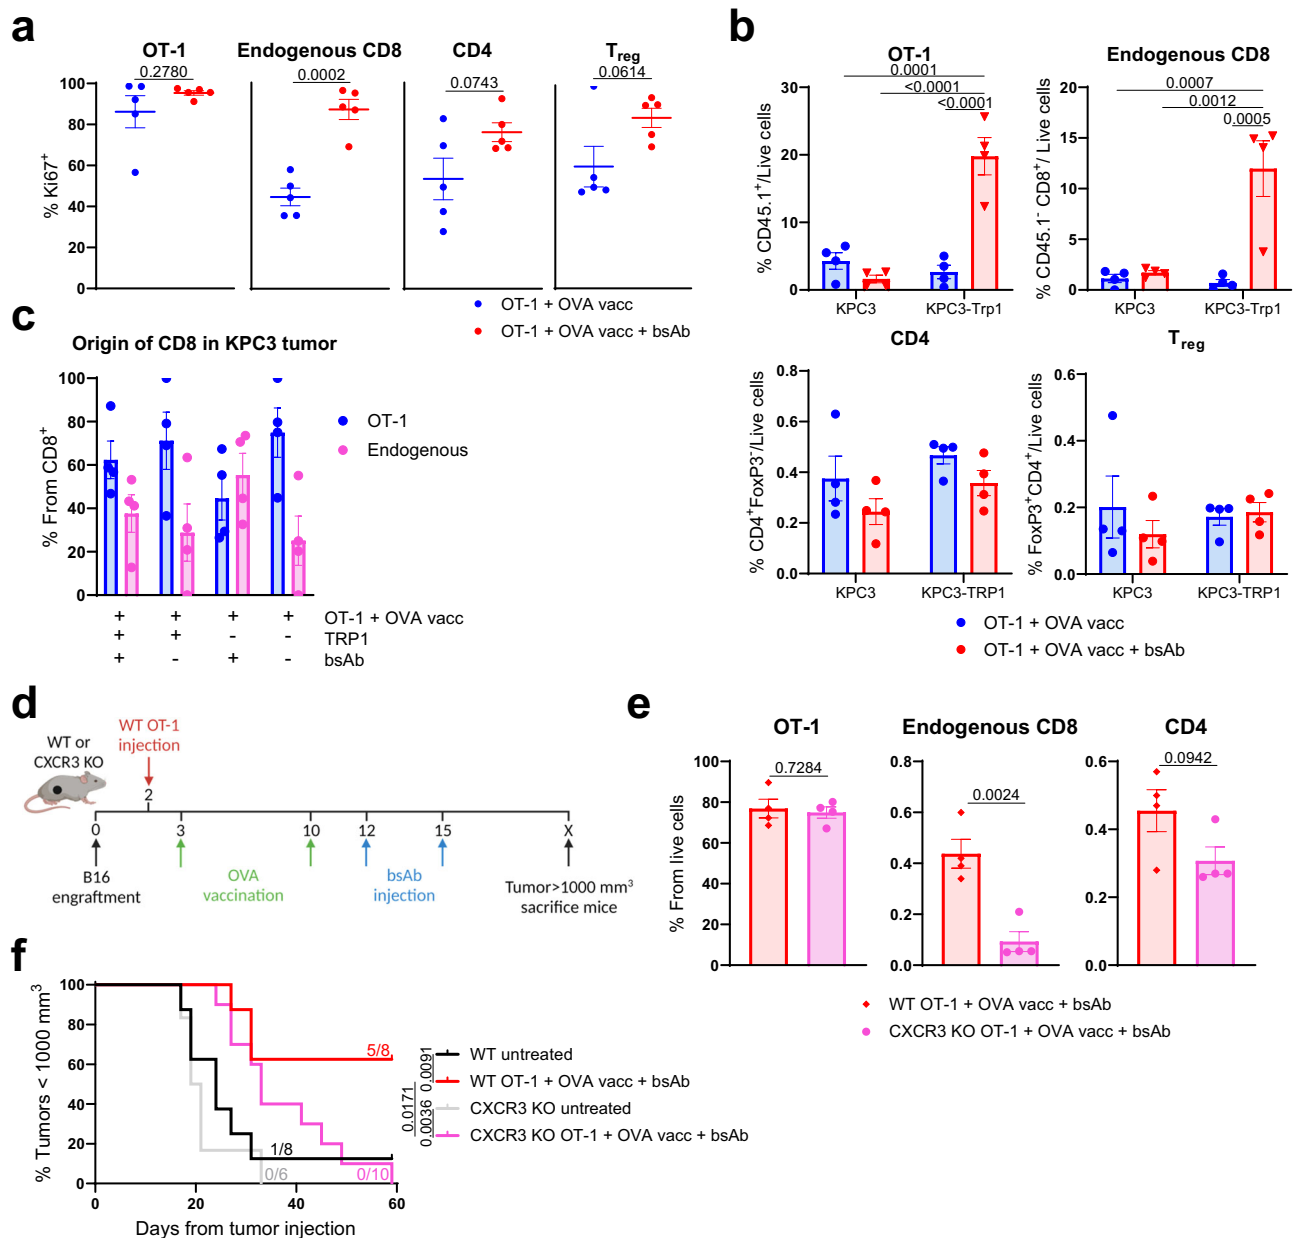 a
OT-1
Endogenous CD8
CD4
Treg
0.2780
0.0002
0.0743
0.0614
% Ki67+
100
80
60
40
20
0
OT-1 + OVA vacc
OT-1 + OVA vacc + bsAb
b
OT-1
Endogenous CD8
0.0001
<0.0001
<0.0001
% CD45.1+/Live cells
30
20
10
0
KPC3
KPC3-Trp1
0.0007
0.0012
0.0005
% CD45.1- CD8+/ Live cells
20
15
10
5
0
KPC3
KPC3-Trp1
CD4
Treg
% CD4+FoxP3-/Live cells
0.8
0.6
0.4
0.2
0.0
KPC3
KPC3-TRP1
% FoxP3+CD4+/Live cells
0.6
0.4
0.2
0.0
KPC3
KPC3-TRP1
OT-1 + OVA vacc
OT-1 + OVA vacc + bsAb
c
Origin of CD8 in KPC3 tumor
% From CD8+
100
80
60
40
20
0
OT-1
Endogenous
+ + + + OT-1 + OVA vacc
+ + - - TRP1
+ - + - bsAb
d
WT or
CXCR3 KO
WT OT-1
injection
2
0 3 10 12 15 X
B16
engraftment
OVA
vaccination
bsAb
injection
Tumor>1000 mm3
sacrifice mice
e
OT-1
Endogenous CD8
CD4
% From live cells
100
80
60
40
20
0
0.7284
0.8
0.6
0.4
0.2
0.0
0.0024
0.6
0.4
0.2
0.0
0.0942
WT OT-1 + OVA vacc + bsAb
CXCR3 KO OT-1 + OVA vacc + bsAb
f
% Tumors < 1000 mm3
100
80
60
40
20
0
0 20 40 60
Days from tumor injection
5/8
1/8
0/6
0/10
0.0171
0.0091
0.0036
WT untreated
WT OT-1 + OVA vacc + bsAb
CXCR3 KO untreated
CXCR3 KO OT-1 + OVA vacc + bsAb